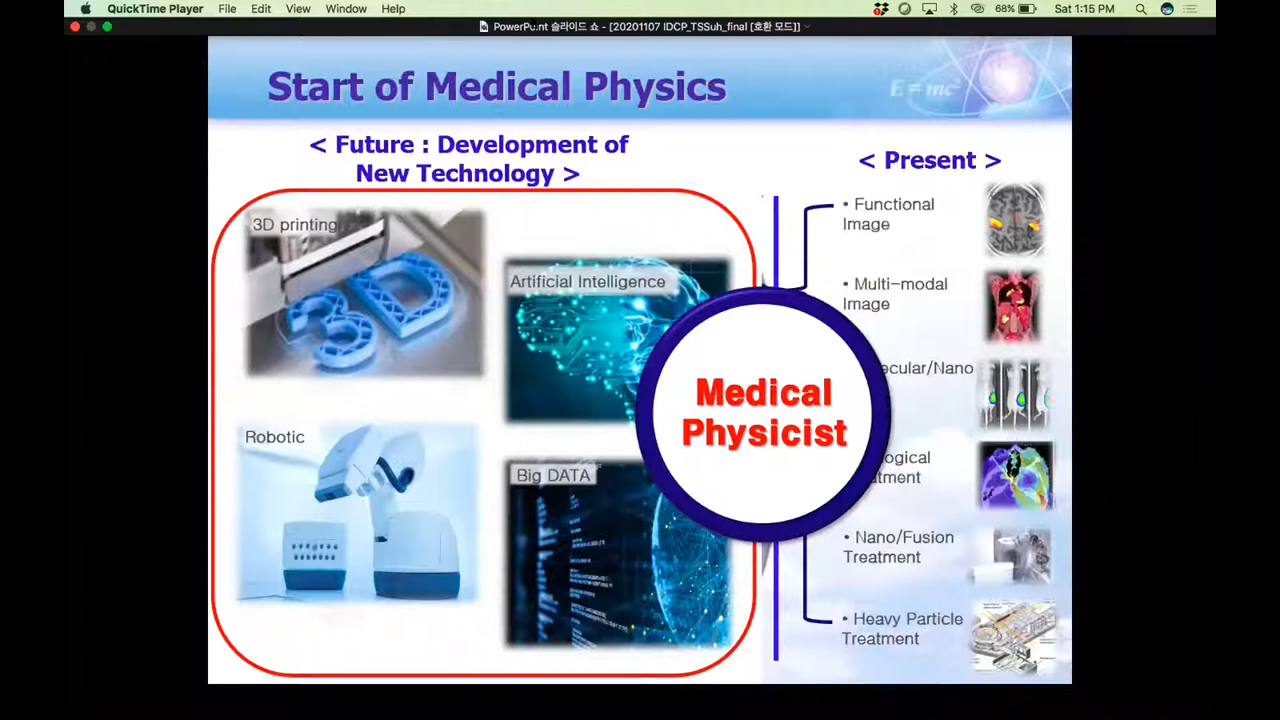 QuickTime Player File Edit View Window Help
68% Sat 1:15 PM
PowerPoint 슬라이드 쇼 - [20201107 IDCP_TSSuh_final [호환 모드]]
Start of Medical Physics
E=mc²
< Future : Development of
New Technology >
< Present >
3D printing
3D
Artificial Intelligence
Robotic
Big DATA
Medical
Physicist
• Functional
Image
• Multi-modal
Image
ecular/Nano
ogical
tment
• Nano/Fusion
Treatment
• Heavy Particle
Treatment